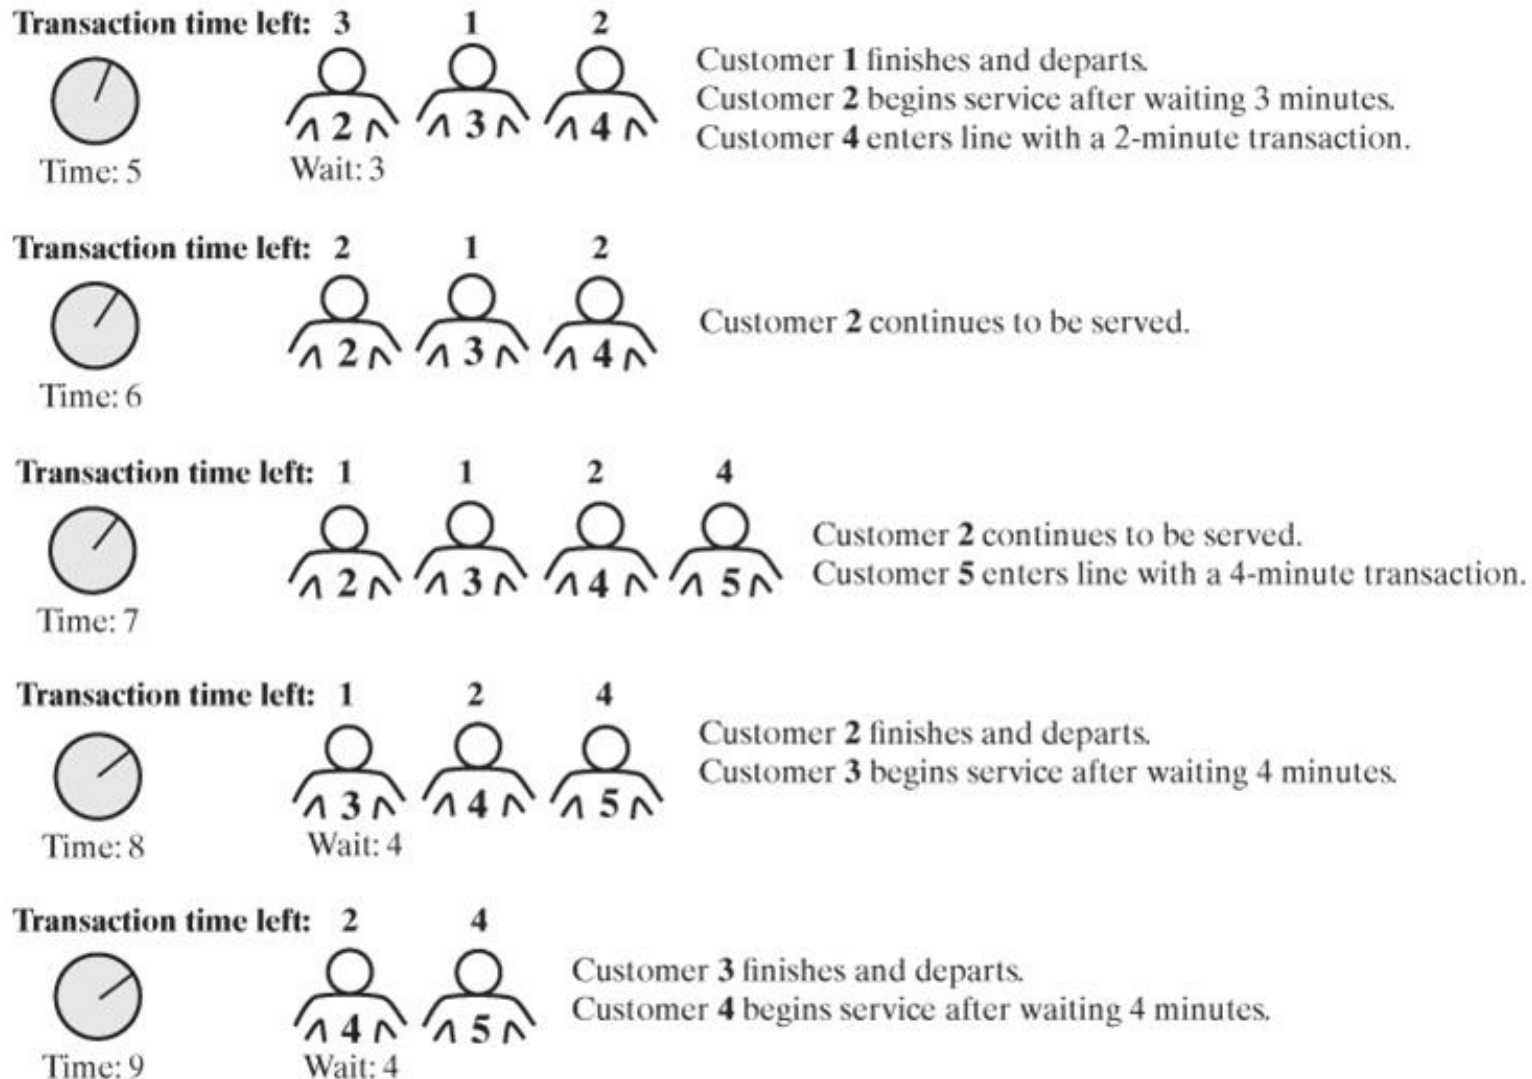 Transaction time left: 3 1 2
Customer 1 finishes and departs.
Customer 2 begins service after waiting 3 minutes.
Customer 4 enters line with a 2-minute transaction.
2 3 4
Time: 5 Wait: 3
Transaction time left: 2 1 2
Customer 2 continues to be served.
2 3 4
Time: 6
Transaction time left: 1 1 2 4
Customer 2 continues to be served.
Customer 5 enters line with a 4-minute transaction.
2 3 4 5
Time: 7
Transaction time left: 1 2 4
Customer 2 finishes and departs.
Customer 3 begins service after waiting 4 minutes.
3 4 5
Time: 8 Wait: 4
Transaction time left: 2 4
Customer 3 finishes and departs.
Customer 4 begins service after waiting 4 minutes.
4 5
Time: 9 Wait: 4